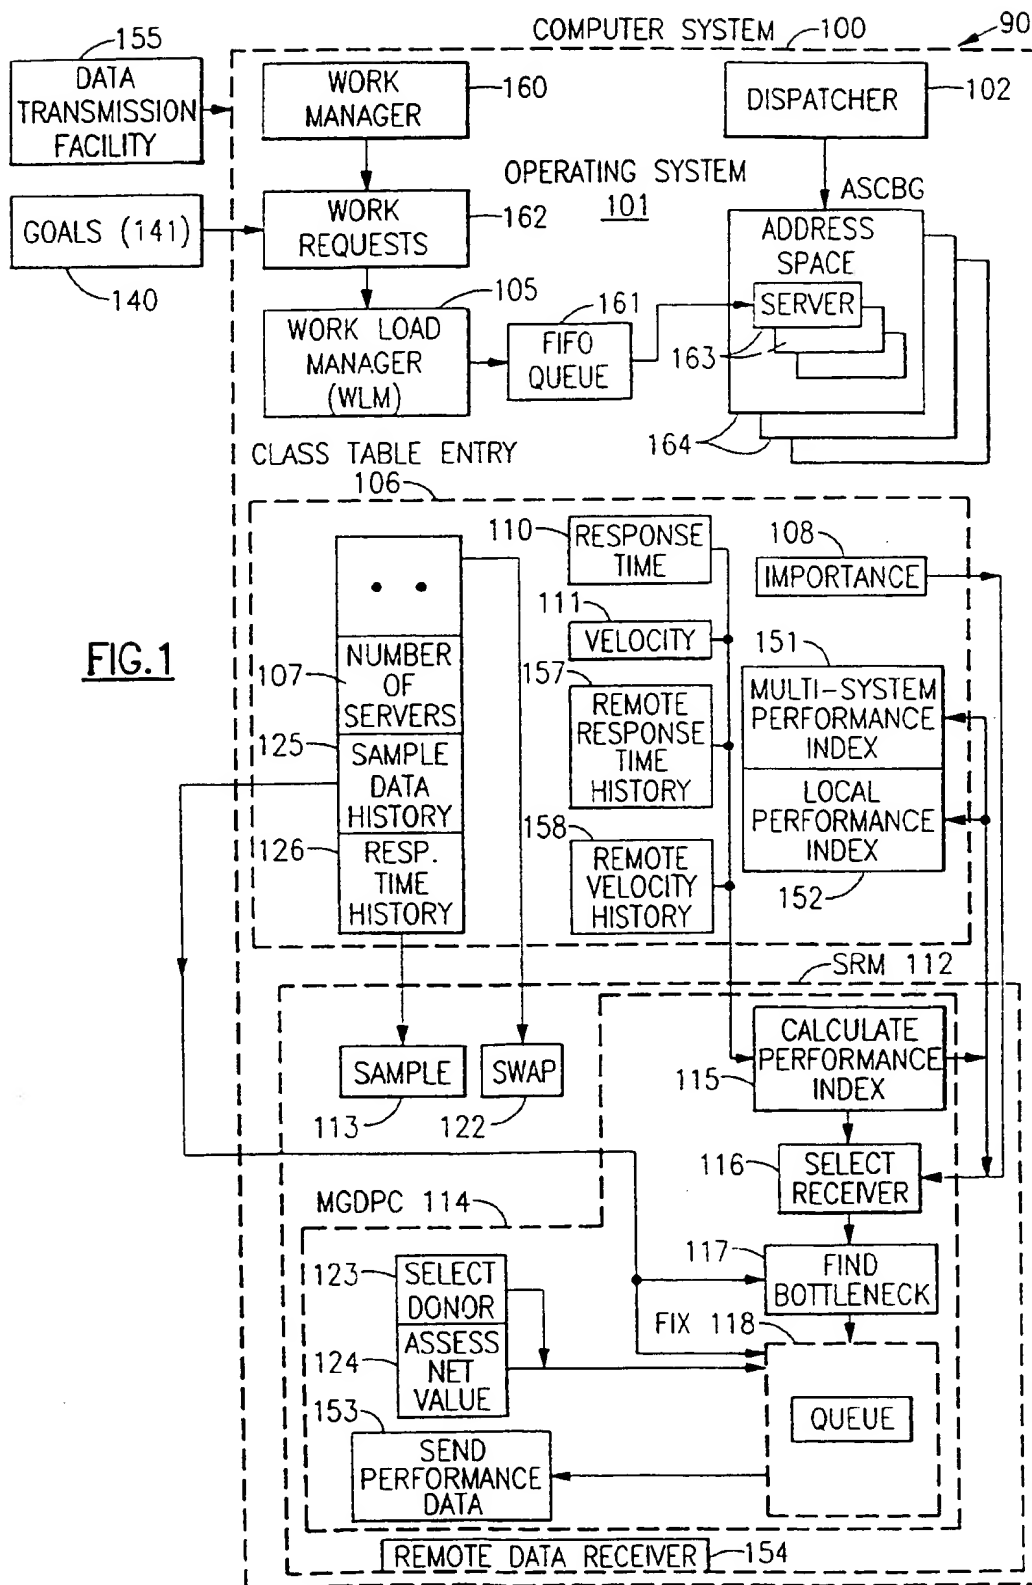 COMPUTER SYSTEM 100 90
155
DATA
TRANSMISSION
FACILITY
WORK
MANAGER
160
DISPATCHER
102
OPERATING SYSTEM
101
ASCBG
GOALS (141)
140
WORK
REQUESTS
162
ADDRESS
SPACE
SERVER
163
164
105
WORK LOAD
MANAGER
(WLM)
161
FIFO
QUEUE
CLASS TABLE ENTRY
106
110
RESPONSE
TIME
108
IMPORTANCE
111
VELOCITY
FIG.1
107
NUMBER
OF
SERVERS
157
REMOTE
RESPONSE
TIME
HISTORY
151
MULTI-SYSTEM
PERFORMANCE
INDEX
125
SAMPLE
DATA
HISTORY
LOCAL
PERFORMANCE
INDEX
152
126
RESP.
TIME
HISTORY
158
REMOTE
VELOCITY
HISTORY
SRM 112
SAMPLE
113
SWAP
122
CALCULATE
PERFORMANCE
INDEX
115
116
SELECT
RECEIVER
MGDPC 114
117
FIND
BOTTLENECK
123
SELECT
DONOR
124
ASSESS
NET
VALUE
FIX 118
QUEUE
153
SEND
PERFORMANCE
DATA
REMOTE DATA RECEIVER
154